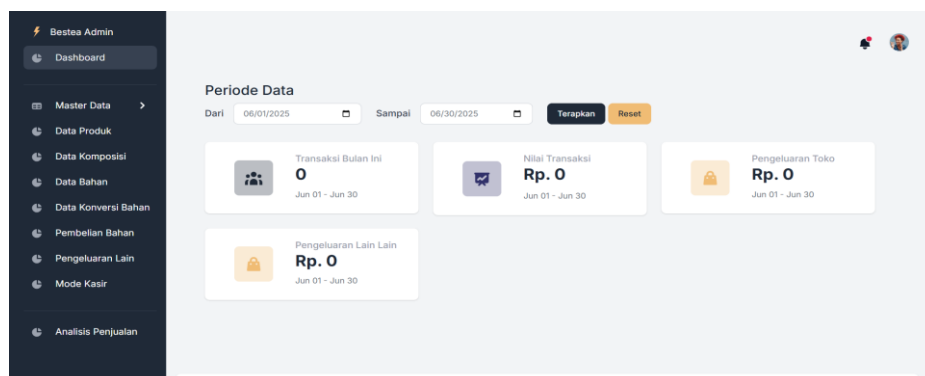 Bestea Admin
Dashboard
Master Data
Data Produk
Data Komposisi
Data Bahan
Data Konversi Bahan
Pembelian Bahan
Pengeluaran Lain
Mode Kasir
Analisis Penjualan
Periode Data
Dari 06/01/2025 Sampai 06/30/2025 Terapkan Reset
Transaksi Bulan Ini
0
Jun 01 - Jun 30
Nilai Transaksi
Rp. 0
Jun 01 - Jun 30
Pengeluaran Toko
Rp. 0
Jun 01 - Jun 30
Pengeluaran Lain Lain
Rp. 0
Jun 01 - Jun 30